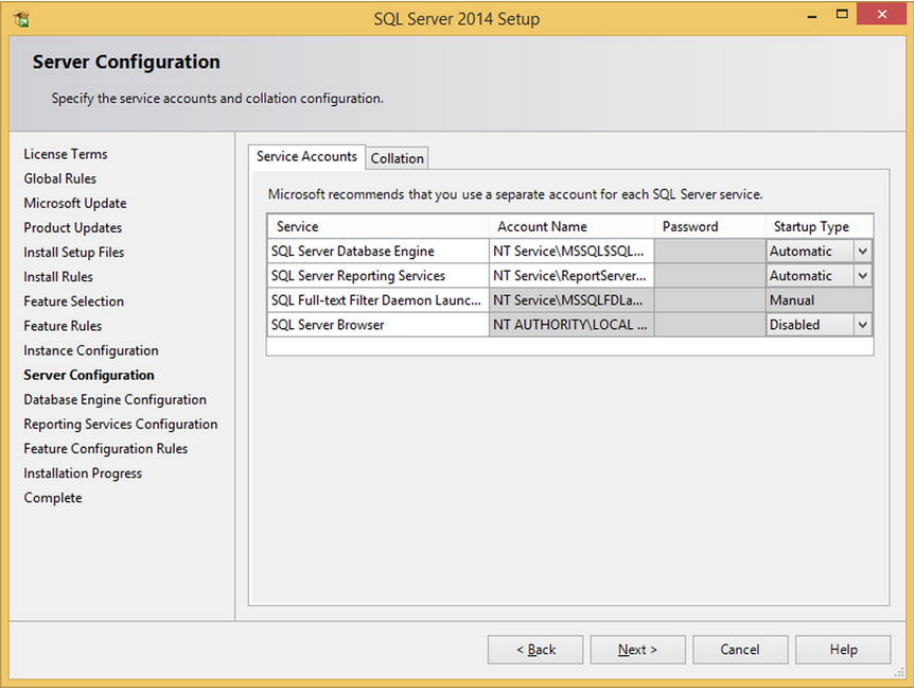 SQL Server 2014 Setup
Server Configuration
Specify the service accounts and collation configuration.
License Terms
Global Rules
Microsoft Update
Product Updates
Install Setup Files
Install Rules
Feature Selection
Feature Rules
Instance Configuration
Server Configuration
Database Engine Configuration
Reporting Services Configuration
Feature Configuration Rules
Installation Progress
Complete
Service Accounts Collation
Microsoft recommends that you use a separate account for each SQL Server service.
Service Account Name Password Startup Type
SQL Server Database Engine NT Service\MSSQL$SQL... Automatic
SQL Server Reporting Services NT Service\ReportServer... Automatic
SQL Full-text Filter Daemon Launc... NT Service\MSSQLFDLa... Manual
SQL Server Browser NT AUTHORITY\LOCAL ... Disabled
< Back Next > Cancel Help